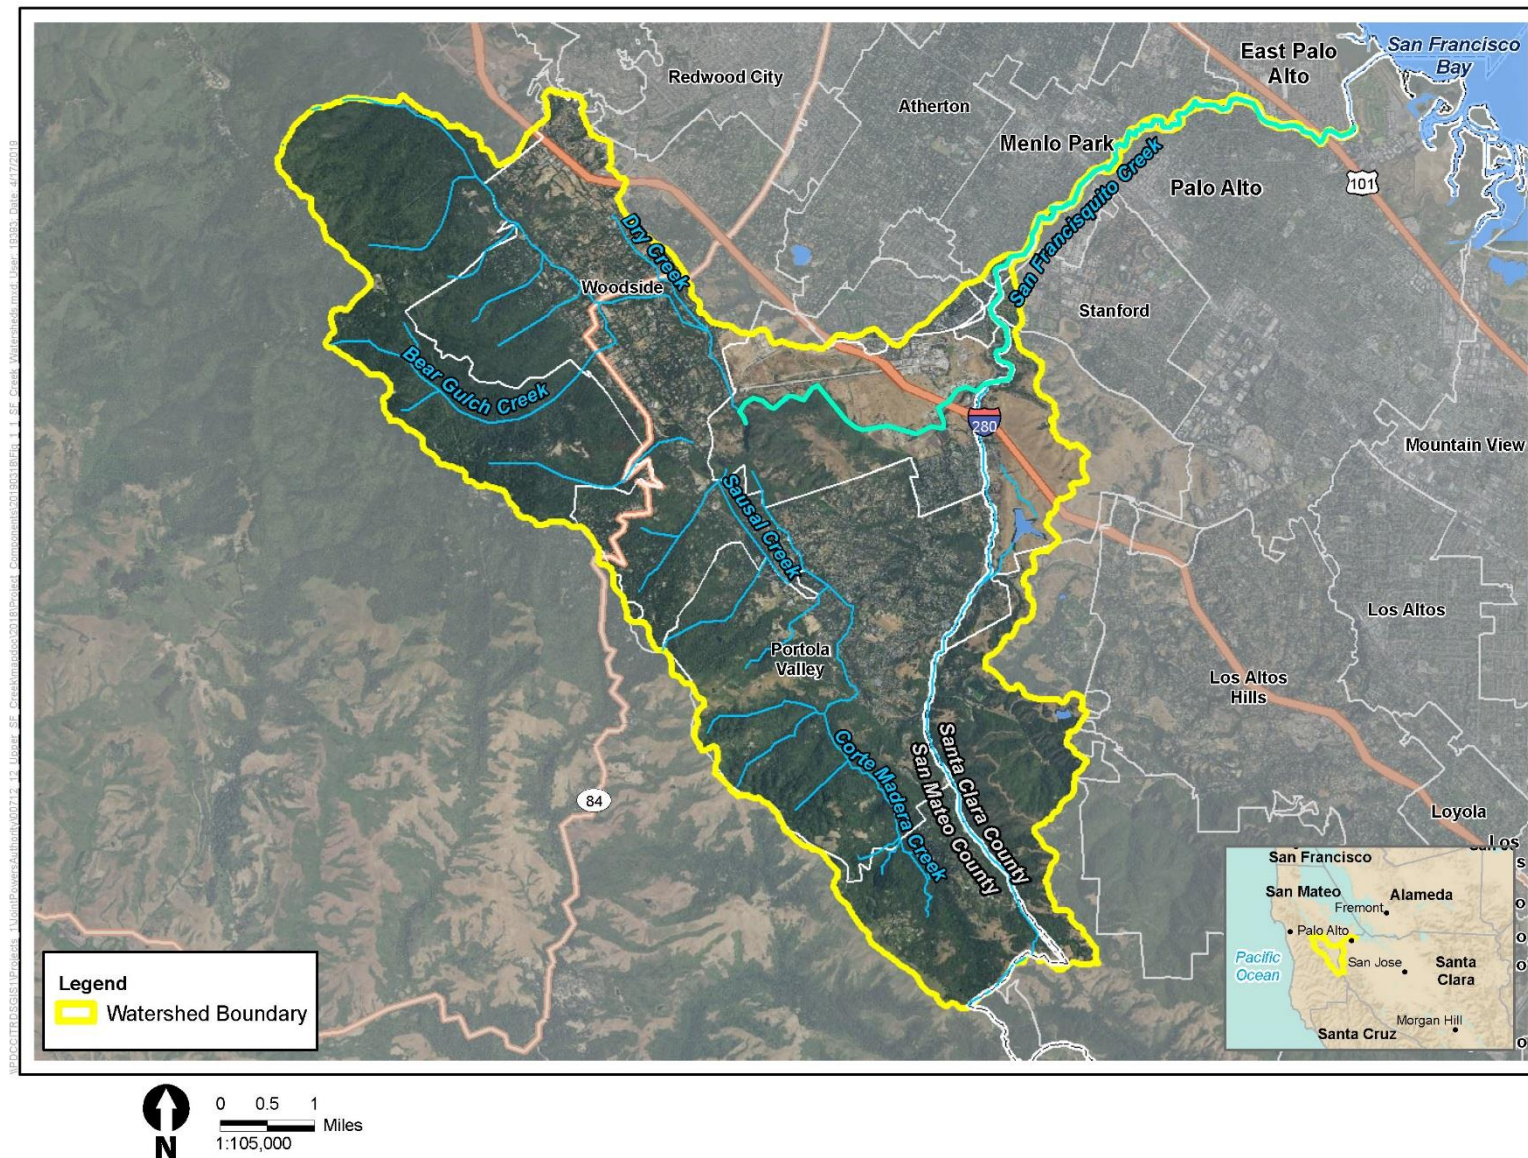 San Francisco
Bay
East Palo
Alto
Redwood City
Atherton
Menlo Park
Palo Alto
101
San Francisquito Creek
Dry Creek
Woodside
Stanford
Bear Gulch Creek
280
Mountain View
Sausal Creek
Los Altos
Portola
Valley
Los Altos
Hills
Santa Clara County
San Mateo County
Corte Madera Creek
84
Loyola
Los
San Francisco
San Mateo
Alameda
Fremont
Palo Alto
Pacific
Ocean
San Jose
Santa
Clara
Morgan Hill
Santa Cruz
Legend
Watershed Boundary
N
0 0.5 1
Miles
1:105,000